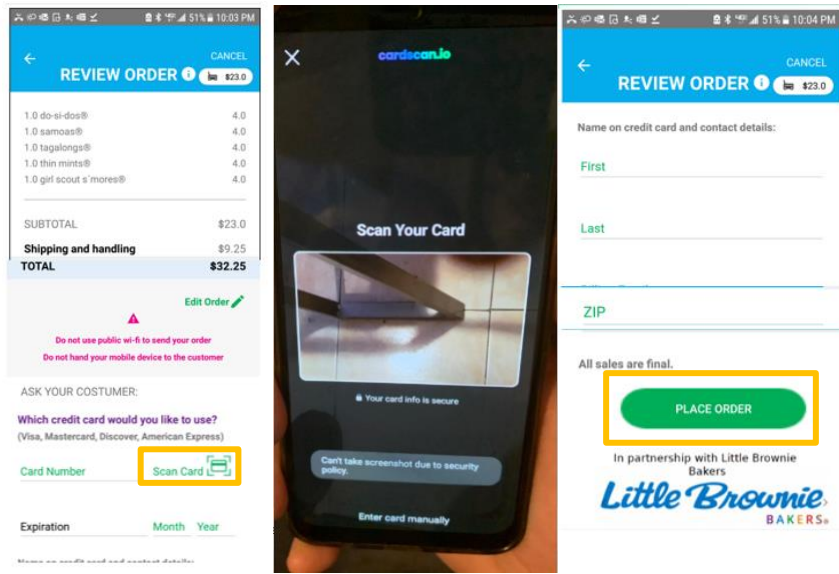 51% 10:03 PM
CANCEL
REVIEW ORDER i $23.0
1.0 do-si-dos® 4.0
1.0 samoas® 4.0
1.0 tagalongs® 4.0
1.0 thin mints® 4.0
1.0 girl scout s'mores® 4.0
SUBTOTAL $23.0
Shipping and handling $9.25
TOTAL $32.25
Edit Order
Do not use public wi-fi to send your order
Do not hand your mobile device to the customer
ASK YOUR COSTUMER:
Which credit card would you like to use?
(Visa, Mastercard, Discover, American Express)
Card Number Scan Card
Expiration Month Year
Name on credit card and contact details:
cardscan.io
Scan Your Card
Your card info is secure
Can't take screenshot due to security
policy.
Enter card manually
51% 10:04 PM
CANCEL
REVIEW ORDER i $23.0
Name on credit card and contact details:
First
Last
ZIP
All sales are final.
PLACE ORDER
In partnership with Little Brownie
Bakers
Little Brownie
BAKERS®